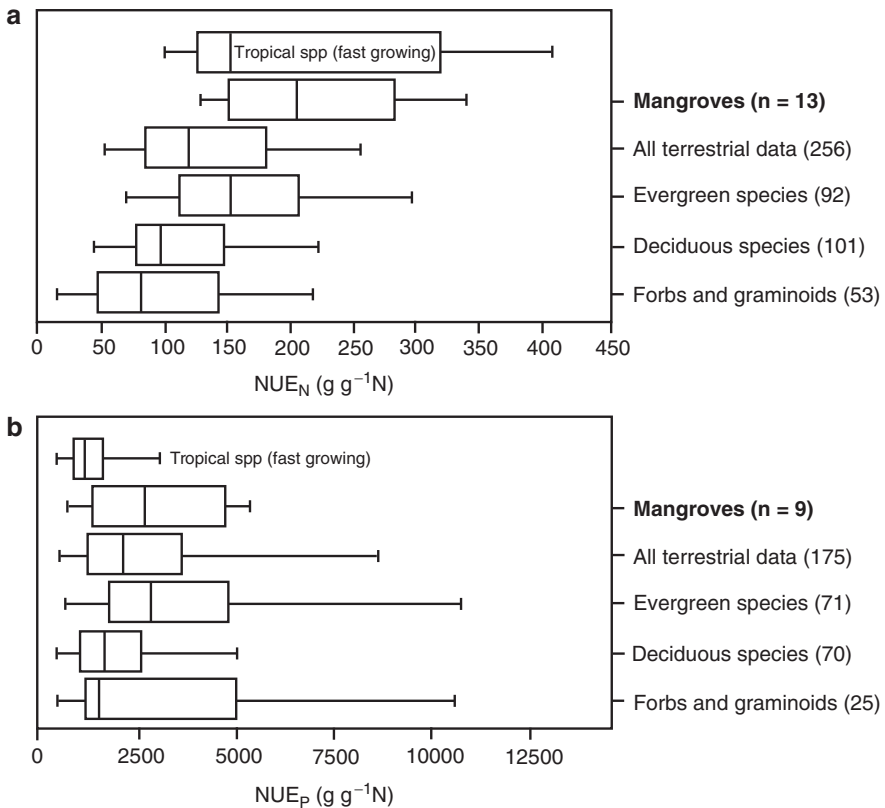 a
Tropical spp (fast growing)
Mangroves (n = 13)
All terrestrial data (256)
Evergreen species (92)
Deciduous species (101)
Forbs and graminoids (53)
0 50 100 150 200 250 300 350 400 450
NUE_N (g g⁻¹N)
b
Tropical spp (fast growing)
Mangroves (n = 9)
All terrestrial data (175)
Evergreen species (71)
Deciduous species (70)
Forbs and graminoids (25)
0 2500 5000 7500 10000 12500
NUE_P (g g⁻¹N)